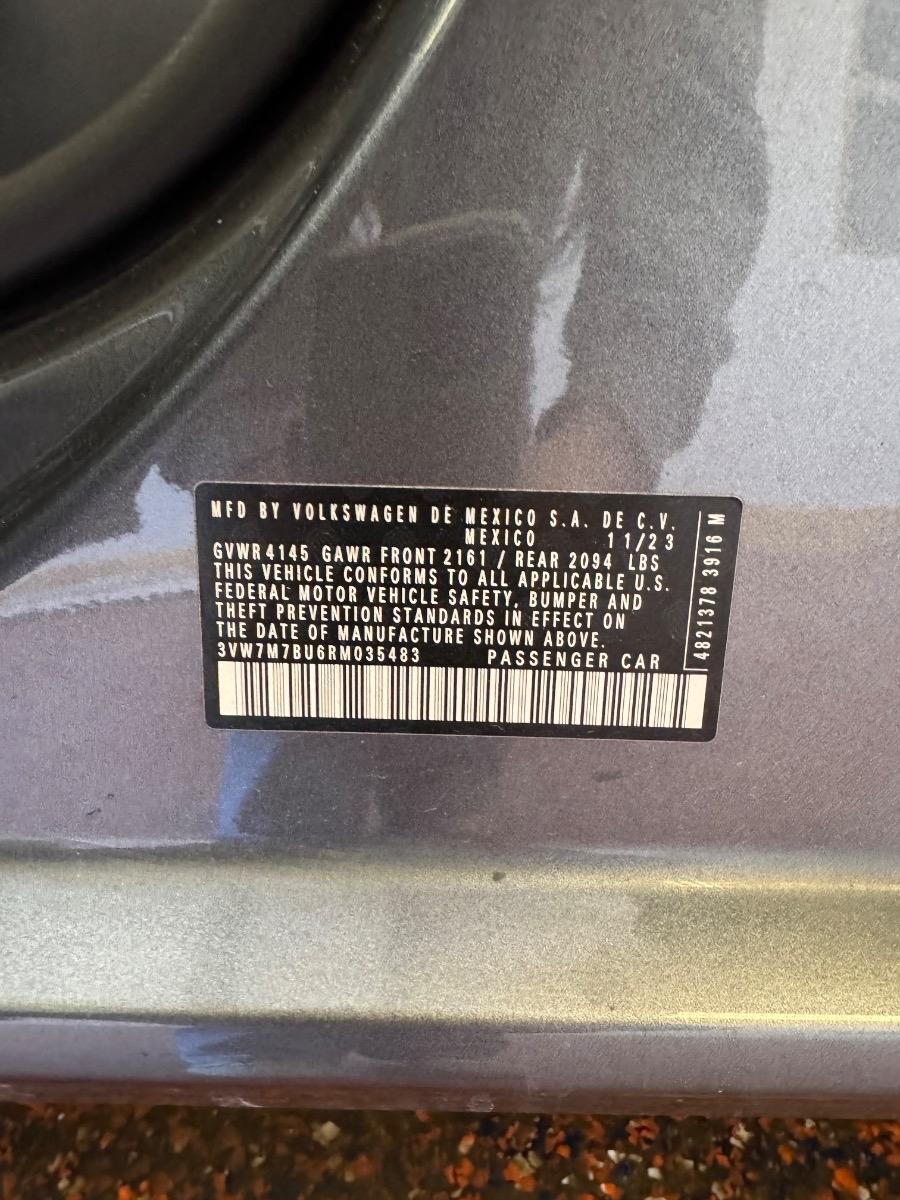 MFD BY VOLKSWAGEN DE MEXICO S.A. DE C.V.
MEXICO 11/23
GVWR 4145 GAWR FRONT 2161 / REAR 2094 LBS
THIS VEHICLE CONFORMS TO ALL APPLICABLE U.S.
FEDERAL MOTOR VEHICLE SAFETY, BUMPER AND
THEFT PREVENTION STANDARDS IN EFFECT ON
THE DATE OF MANUFACTURE SHOWN ABOVE.
3VW7M7BU6RM035483 PASSENGER CAR
4821378 3916 M